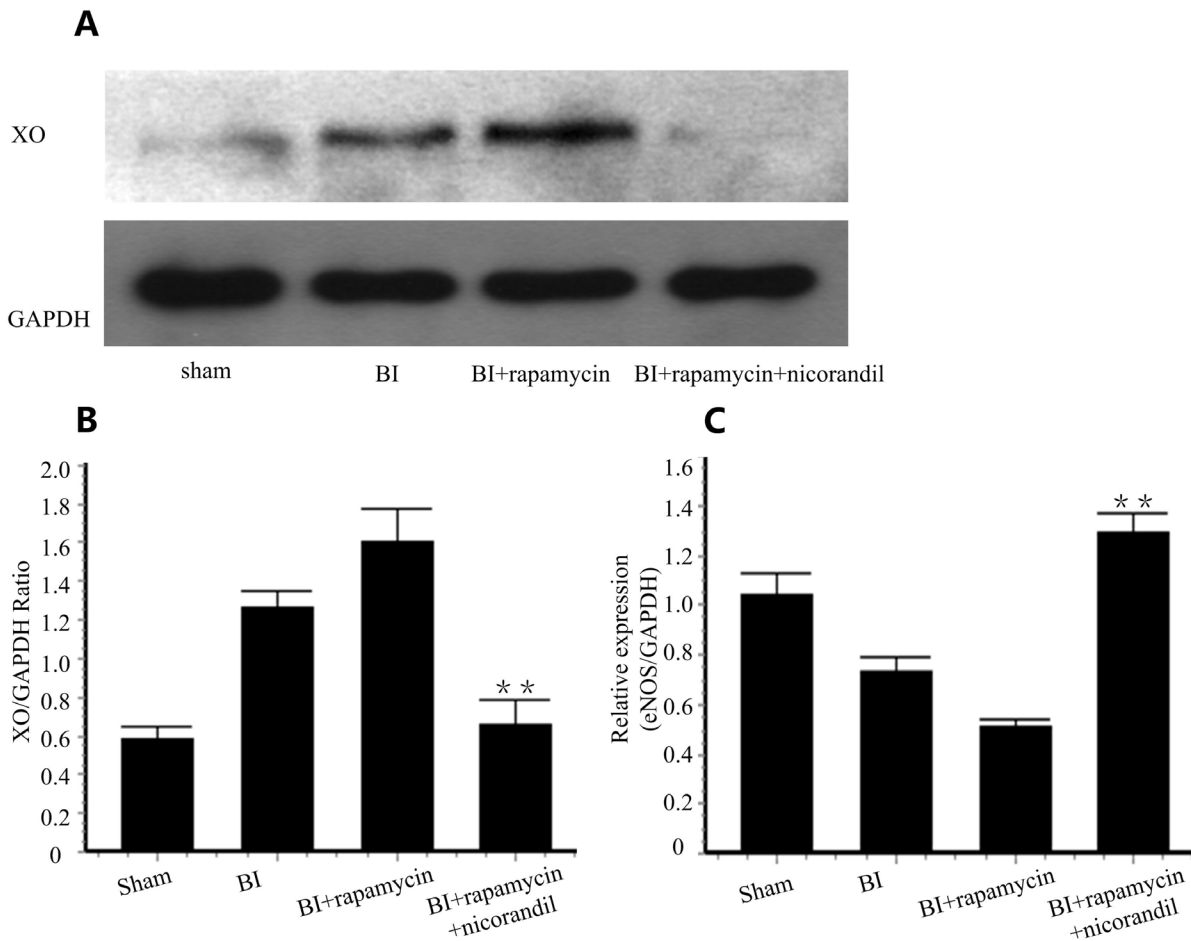 A
XO
GAPDH
sham
BI
BI+rapamycin
BI+rapamycin+nicorandil
B
XO/GAPDH Ratio
2.0
1.8
1.6
1.4
1.2
1.0
0.8
0.6
0.4
0.2
0
**
Sham
BI
BI+rapamycin
BI+rapamycin
+nicorandil
C
Relative expression
(eNOS/GAPDH)
1.6
1.4
1.2
1.0
0.8
0.6
0.4
0.2
0
**
Sham
BI
BI+rapamycin
BI+rapamycin
+nicorandil